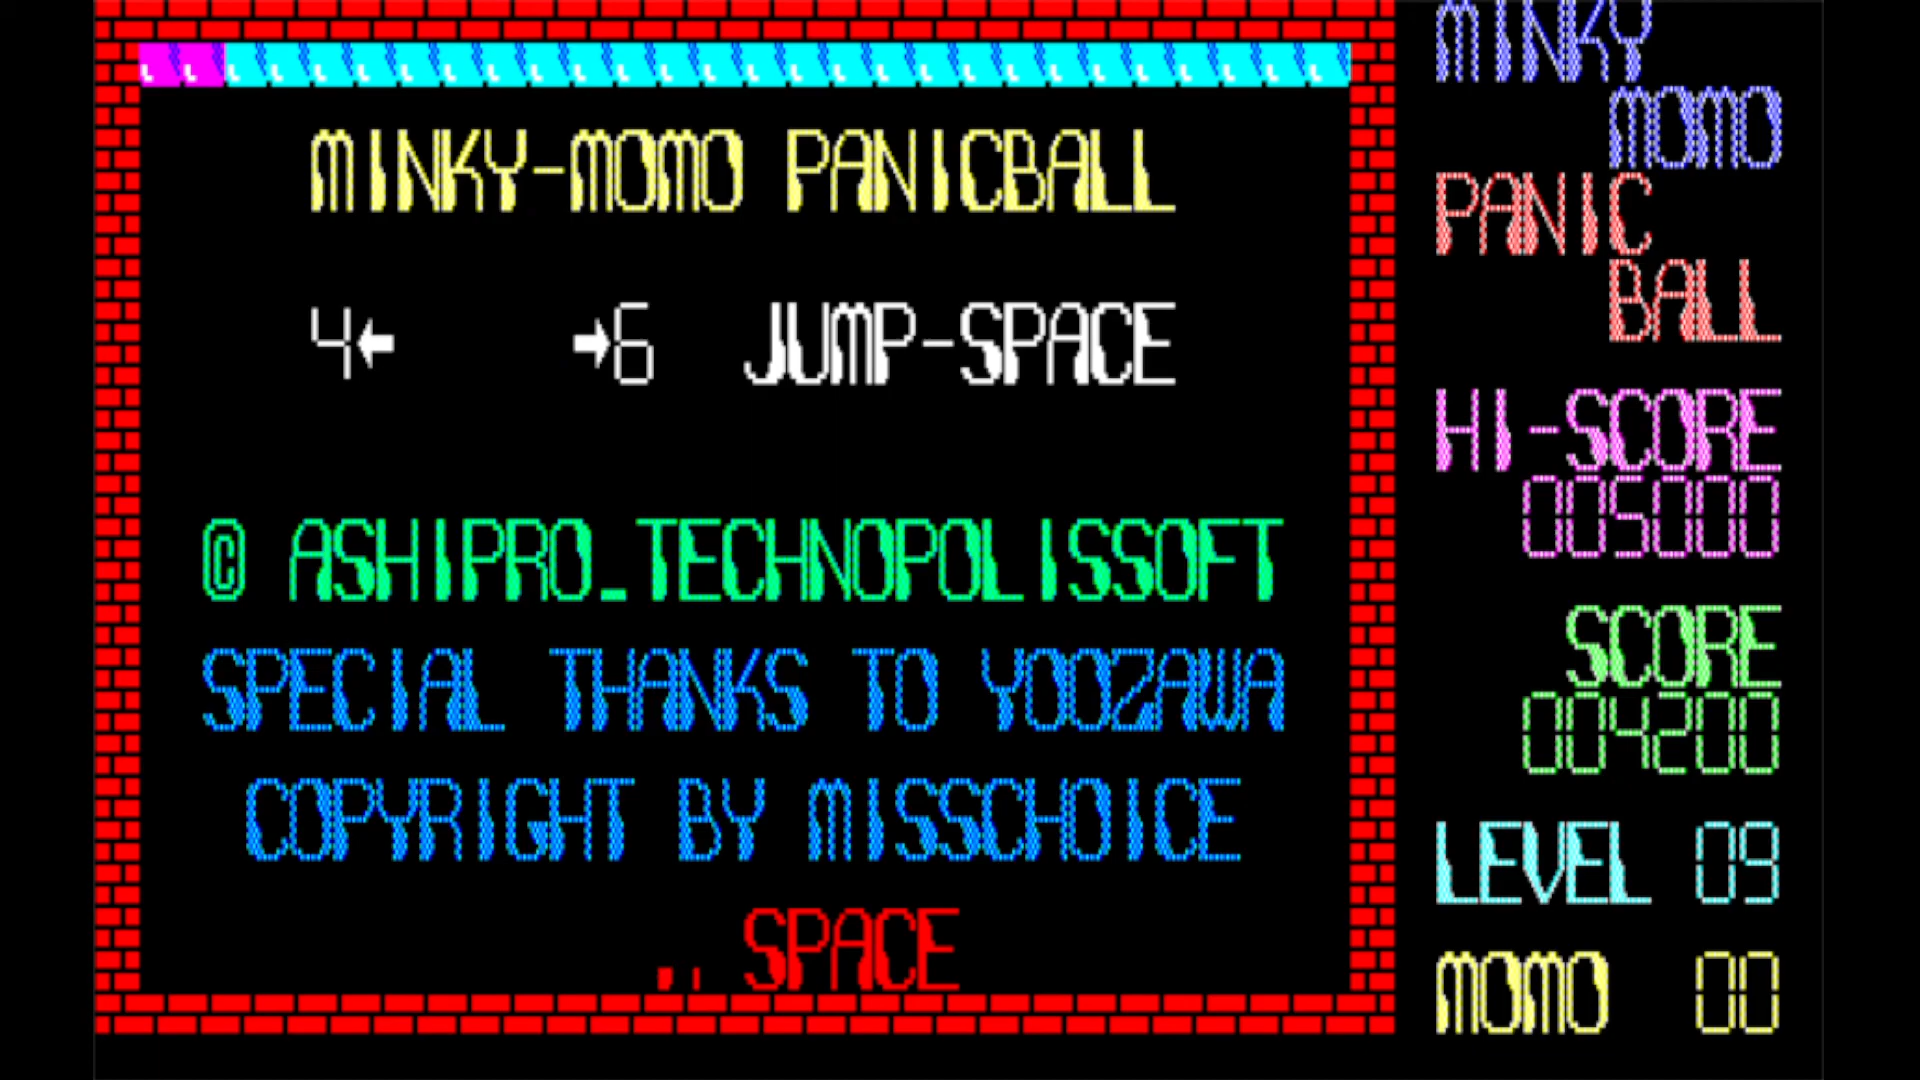 MINKY-MOMO PANICBALL
4← →6 JUMP-SPACE
© ASHIPRO_TECHNOPOLISSOFT
SPECIAL THANKS TO YOOZAWA
COPYRIGHT BY MISSCHOICE
., SPACE
MINKY
MOMO
PANIC
BALL
HI-SCORE
005000
SCORE
004200
LEVEL 09
MOMO 00